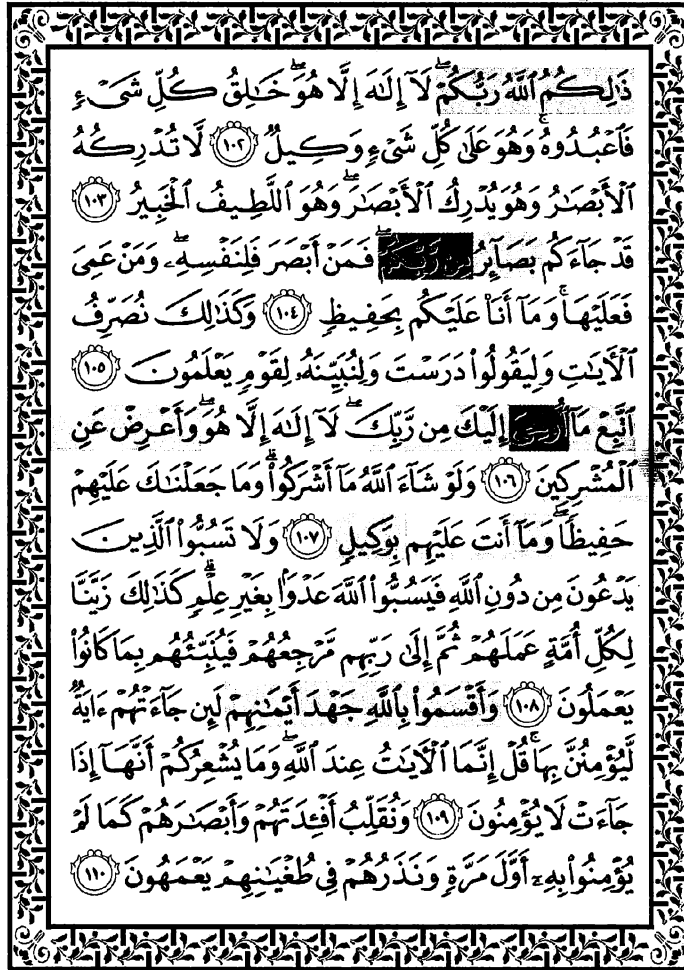 ذَٰلِكُمُ ٱللَّهُ رَبُّكُمْ ۖ لَآ إِلَٰهَ إِلَّا هُوَ ۖ خَٰلِقُ كُلِّ شَىْءٍ
فَٱعْبُدُوهُ ۚ وَهُوَ عَلَىٰ كُلِّ شَىْءٍ وَكِيلٌ ١٠٢ لَّا تُدْرِكُهُ
ٱلْأَبْصَٰرُ وَهُوَ يُدْرِكُ ٱلْأَبْصَٰرَ ۖ وَهُوَ ٱللَّطِيفُ ٱلْخَبِيرُ ١٠٣
قَدْ جَآءَكُم بَصَآئِرُ مِن رَّبِّكُمْ ۖ فَمَنْ أَبْصَرَ فَلِنَفْسِهِۦ ۖ وَمَنْ عَمِىَ
فَعَلَيْهَا ۚ وَمَآ أَنَا۠ عَلَيْكُم بِحَفِيظٍ ١٠٤ وَكَذَٰلِكَ نُصَرِّفُ
ٱلْءَايَٰتِ وَلِيَقُولُوا۟ دَرَسْتَ وَلِنُبَيِّنَهُۥ لِقَوْمٍ يَعْلَمُونَ ١٠٥
ٱتَّبِعْ مَآ أُوحِىَ إِلَيْكَ مِن رَّبِّكَ ۖ لَآ إِلَٰهَ إِلَّا هُوَ ۖ وَأَعْرِضْ عَنِ
ٱلْمُشْرِكِينَ ١٠٦ وَلَوْ شَآءَ ٱللَّهُ مَآ أَشْرَكُوا۟ ۗ وَمَا جَعَلْنَٰكَ عَلَيْهِمْ
حَفِيظًا ۖ وَمَآ أَنتَ عَلَيْهِم بِوَكِيلٍ ١٠٧ وَلَا تَسُبُّوا۟ ٱلَّذِينَ
يَدْعُونَ مِن دُونِ ٱللَّهِ فَيَسُبُّوا۟ ٱللَّهَ عَدْوًۢا بِغَيْرِ عِلْمٍ ۗ كَذَٰلِكَ زَيَّنَّا
لِكُلِّ أُمَّةٍ عَمَلَهُمْ ثُمَّ إِلَىٰ رَبِّهِم مَّرْجِعُهُمْ فَيُنَبِّئُهُم بِمَا كَانُوا۟
يَعْمَلُونَ ١٠٨ وَأَقْسَمُوا۟ بِٱللَّهِ جَهْدَ أَيْمَٰنِهِمْ لَئِن جَآءَتْهُمْ ءَايَةٌ
لَّيُؤْمِنُنَّ بِهَا ۚ قُلْ إِنَّمَا ٱلْءَايَٰتُ عِندَ ٱللَّهِ ۖ وَمَا يُشْعِرُكُمْ أَنَّهَآ إِذَا
جَآءَتْ لَا يُؤْمِنُونَ ١٠٩ وَنُقَلِّبُ أَفْـِٔدَتَهُمْ وَأَبْصَٰرَهُمْ كَمَا لَمْ
يُؤْمِنُوا۟ بِهِۦٓ أَوَّلَ مَرَّةٍ وَنَذَرُهُمْ فِى طُغْيَٰنِهِمْ يَعْمَهُونَ ١١٠